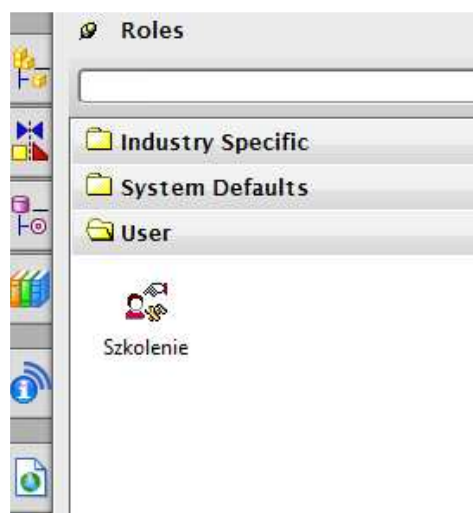 Roles
Industry Specific
System Defaults
User
Szkolenie